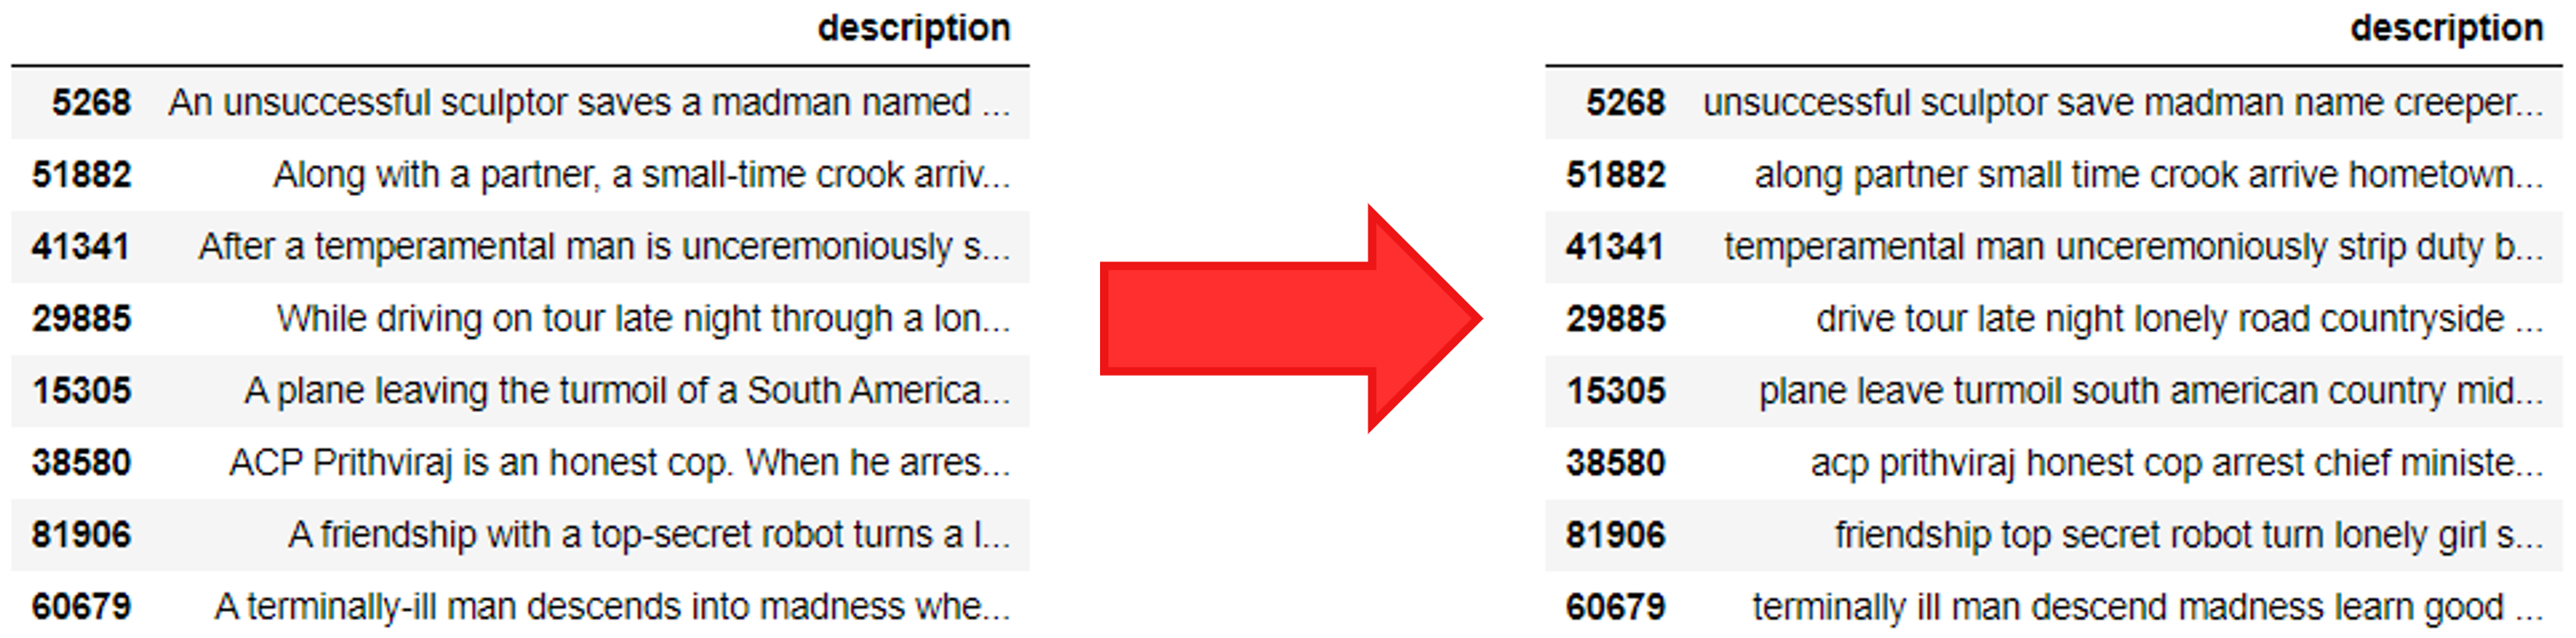 description
5268 An unsuccessful sculptor saves a madman named ...
51882 Along with a partner, a small-time crook arriv...
41341 After a temperamental man is unceremoniously s...
29885 While driving on tour late night through a lon...
15305 A plane leaving the turmoil of a South America...
38580 ACP Prithviraj is an honest cop. When he arres...
81906 A friendship with a top-secret robot turns a l...
60679 A terminally-ill man descends into madness whe...
description
5268 unsuccessful sculptor save madman name creeper...
51882 along partner small time crook arrive hometown...
41341 temperamental man unceremoniously strip duty b...
29885 drive tour late night lonely road countryside ...
15305 plane leave turmoil south american country mid...
38580 acp prithviraj honest cop arrest chief ministe...
81906 friendship top secret robot turn lonely girl s...
60679 terminally ill man descend madness learn good ...